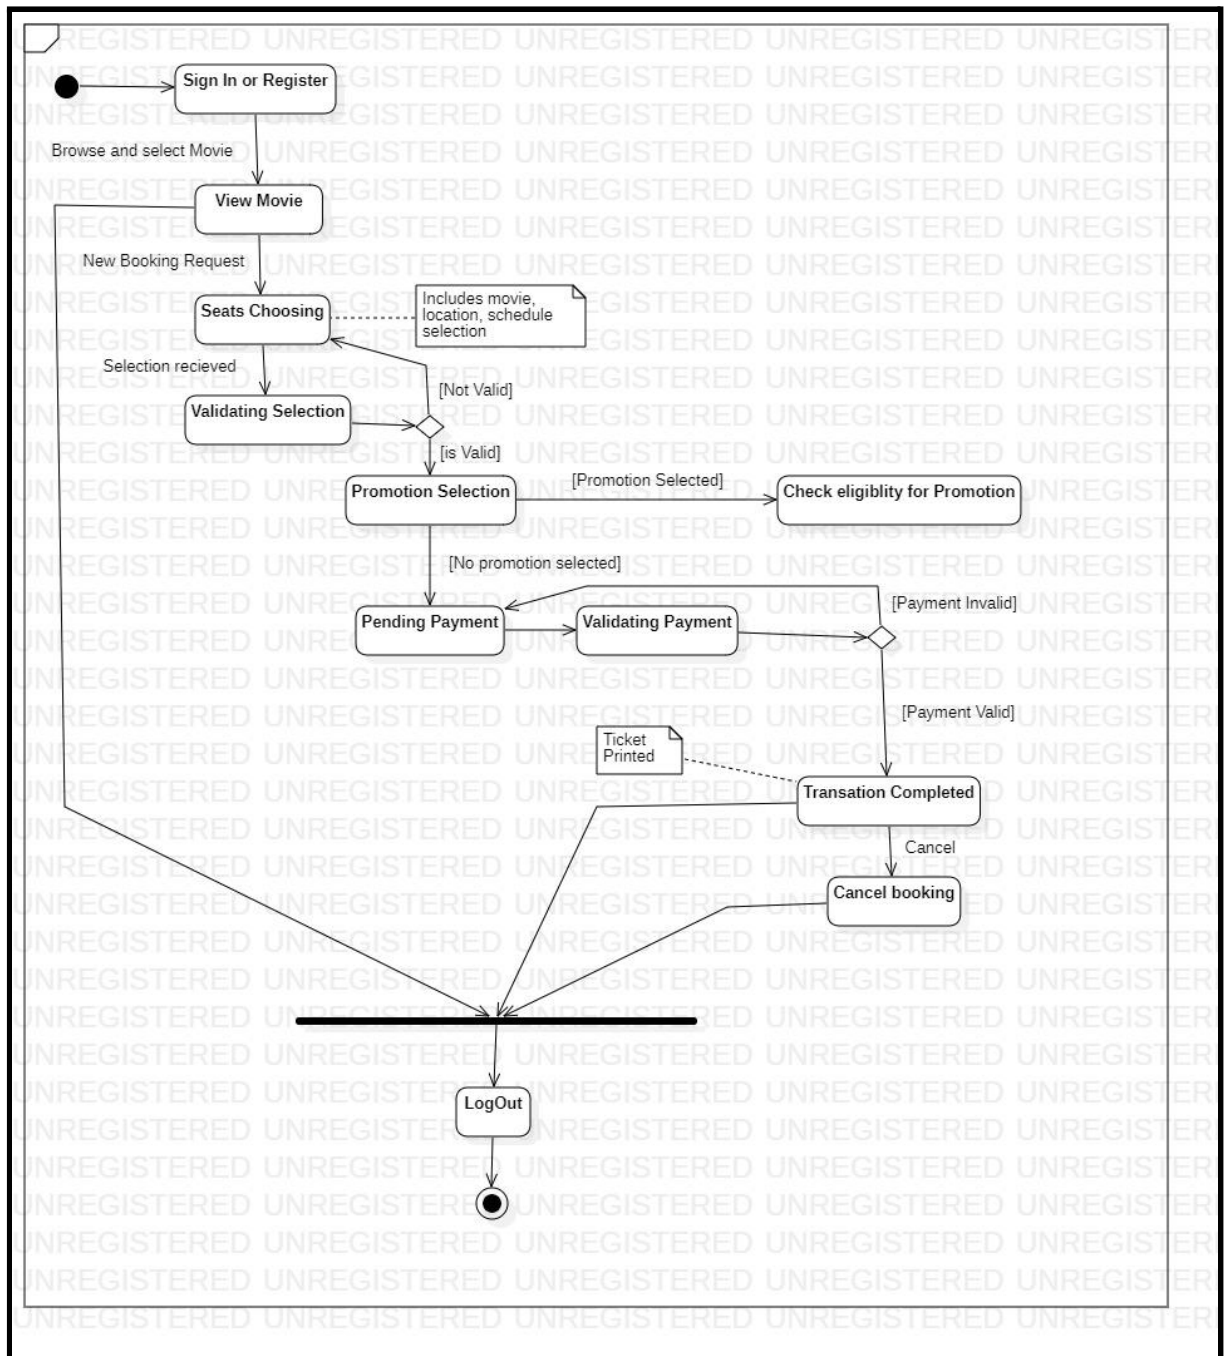 Sign In or Register
Browse and select Movie
View Movie
New Booking Request
Seats Choosing
Includes movie,
location, schedule
selection
Selection recieved
[Not Valid]
Validating Selection
[is Valid]
Promotion Selection
[Promotion Selected]
Check eligiblity for Promotion
[No promotion selected]
Pending Payment
Validating Payment
[Payment Invalid]
[Payment Valid]
Ticket
Printed
Transation Completed
Cancel
Cancel booking
LogOut
UNREGISTERED